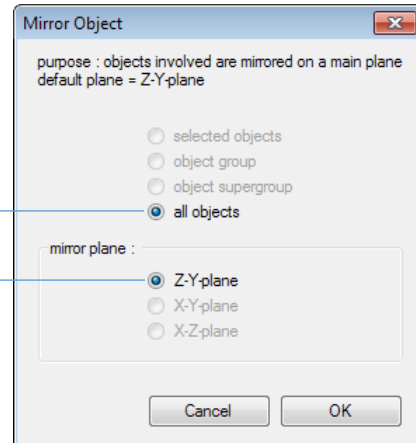 Mirror Object
purpose : objects involved are mirrored on a main plane
default plane = Z-Y-plane
selected objects
object group
object supergroup
all objects
mirror plane :
Z-Y-plane
X-Y-plane
X-Z-plane
Cancel OK